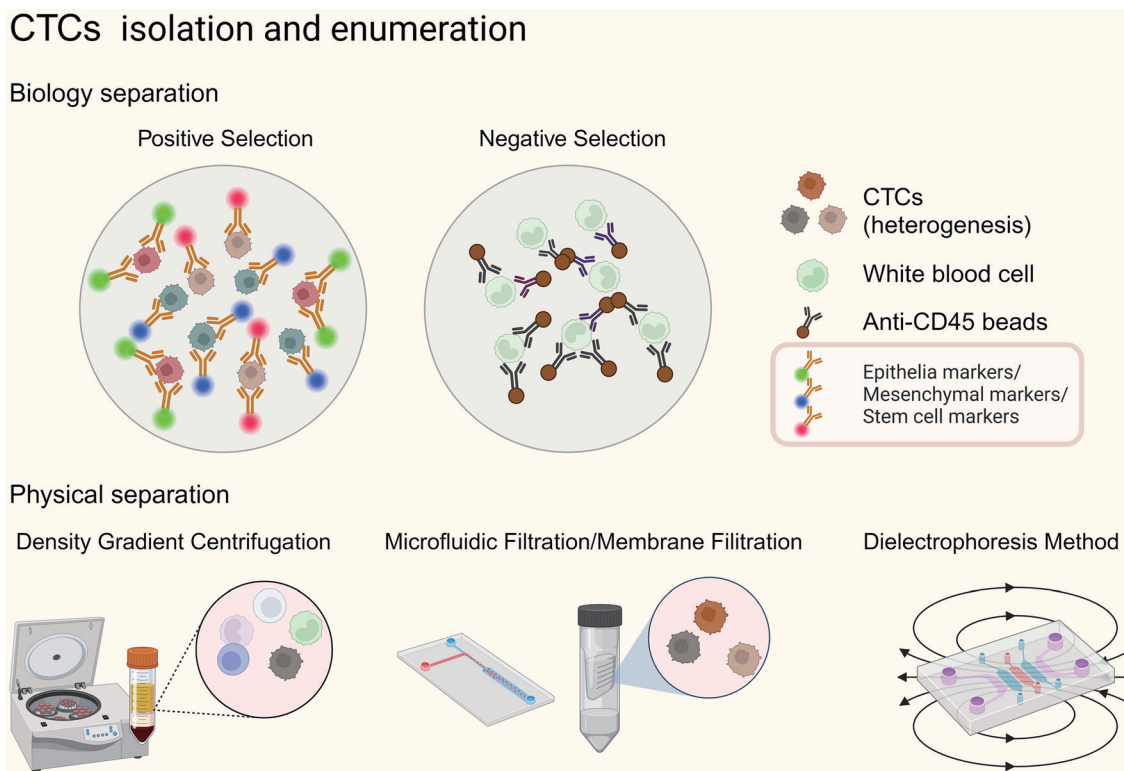 CTCs isolation and enumeration
Biology separation
Positive Selection
Negative Selection
CTCs
(heterogenesis)
White blood cell
Anti-CD45 beads
Epithelia markers/
Mesenchymal markers/
Stem cell markers
Physical separation
Density Gradient Centrifugation
Microfluidic Filtration/Membrane Filitration
Dielectrophoresis Method